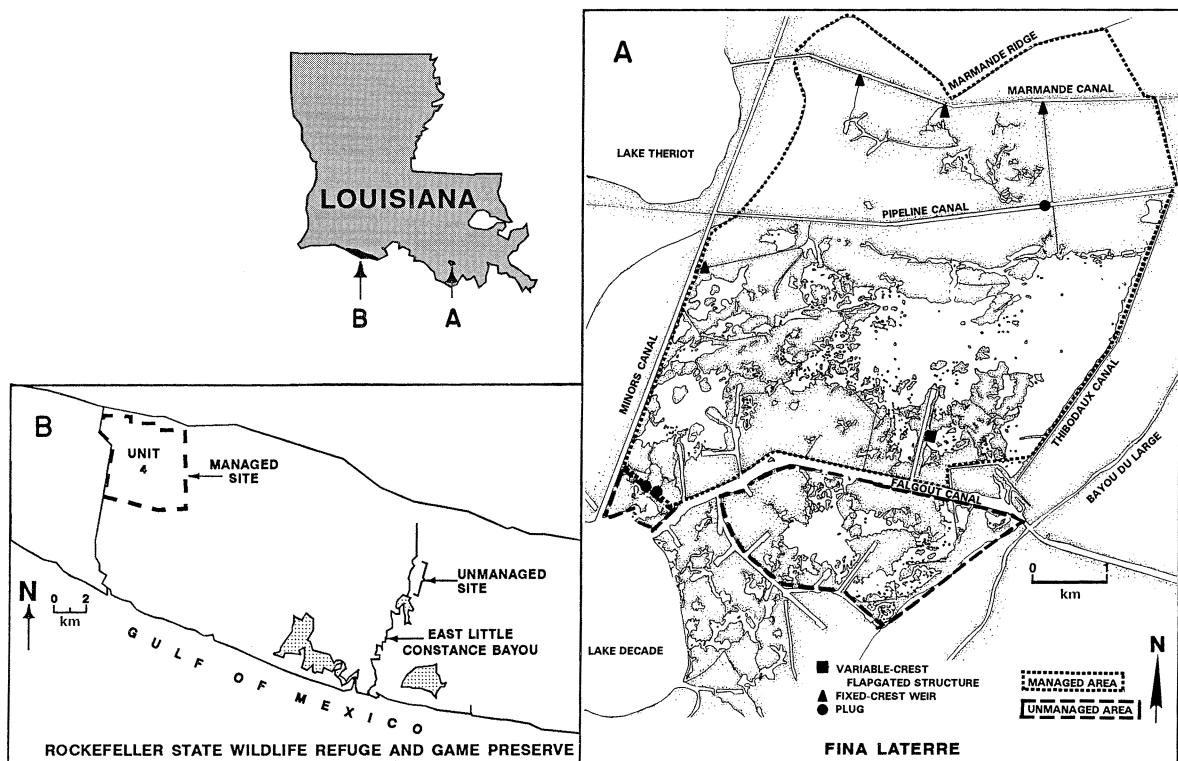 LOUISIANA
B
A
A
MARMANDE RIDGE
MARMANDE CANAL
LAKE THERIOT
PIPELINE CANAL
MINORS CANAL
THIBODAUX CANAL
BAYOU DU LARGE
FALGOUT CANAL
LAKE DECADE
0 1
km
N
VARIABLE-CREST
FLAPGATED STRUCTURE
FIXED-CREST WEIR
PLUG
MANAGED AREA
UNMANAGED AREA
FINA LATERRE
B
UNIT
4
MANAGED
SITE
UNMANAGED
SITE
EAST LITTLE
CONSTANCE BAYOU
N
0 2
km
GULF OF MEXICO
ROCKEFELLER STATE WILDLIFE REFUGE AND GAME PRESERVE